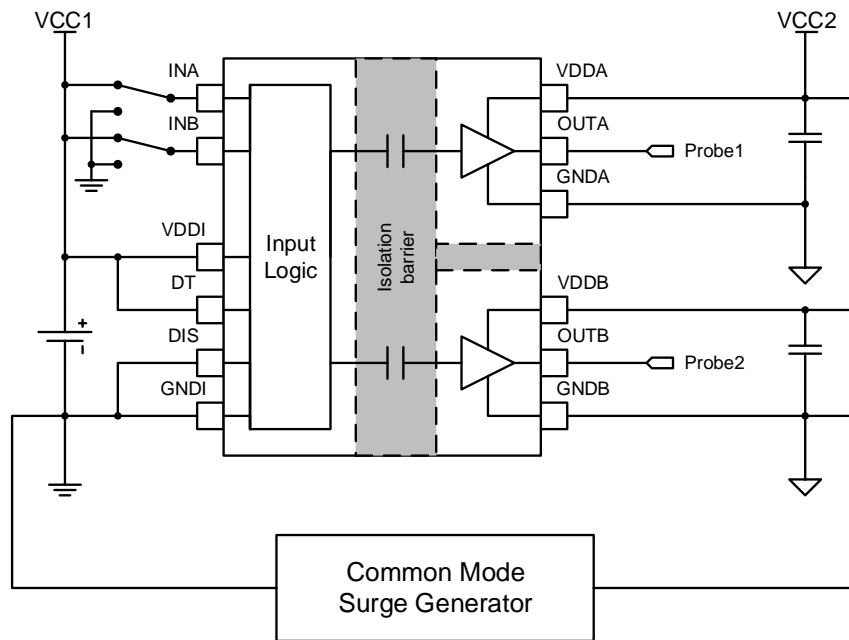 VCC1
VCC2
INA
VDDA
INB
OUTA
Probe1
GNDA
VDDI
Input
Logic
Isolation
barrier
DT
VDDB
DIS
OUTB
Probe2
GNDI
GNDB
+
Common Mode
Surge Generator